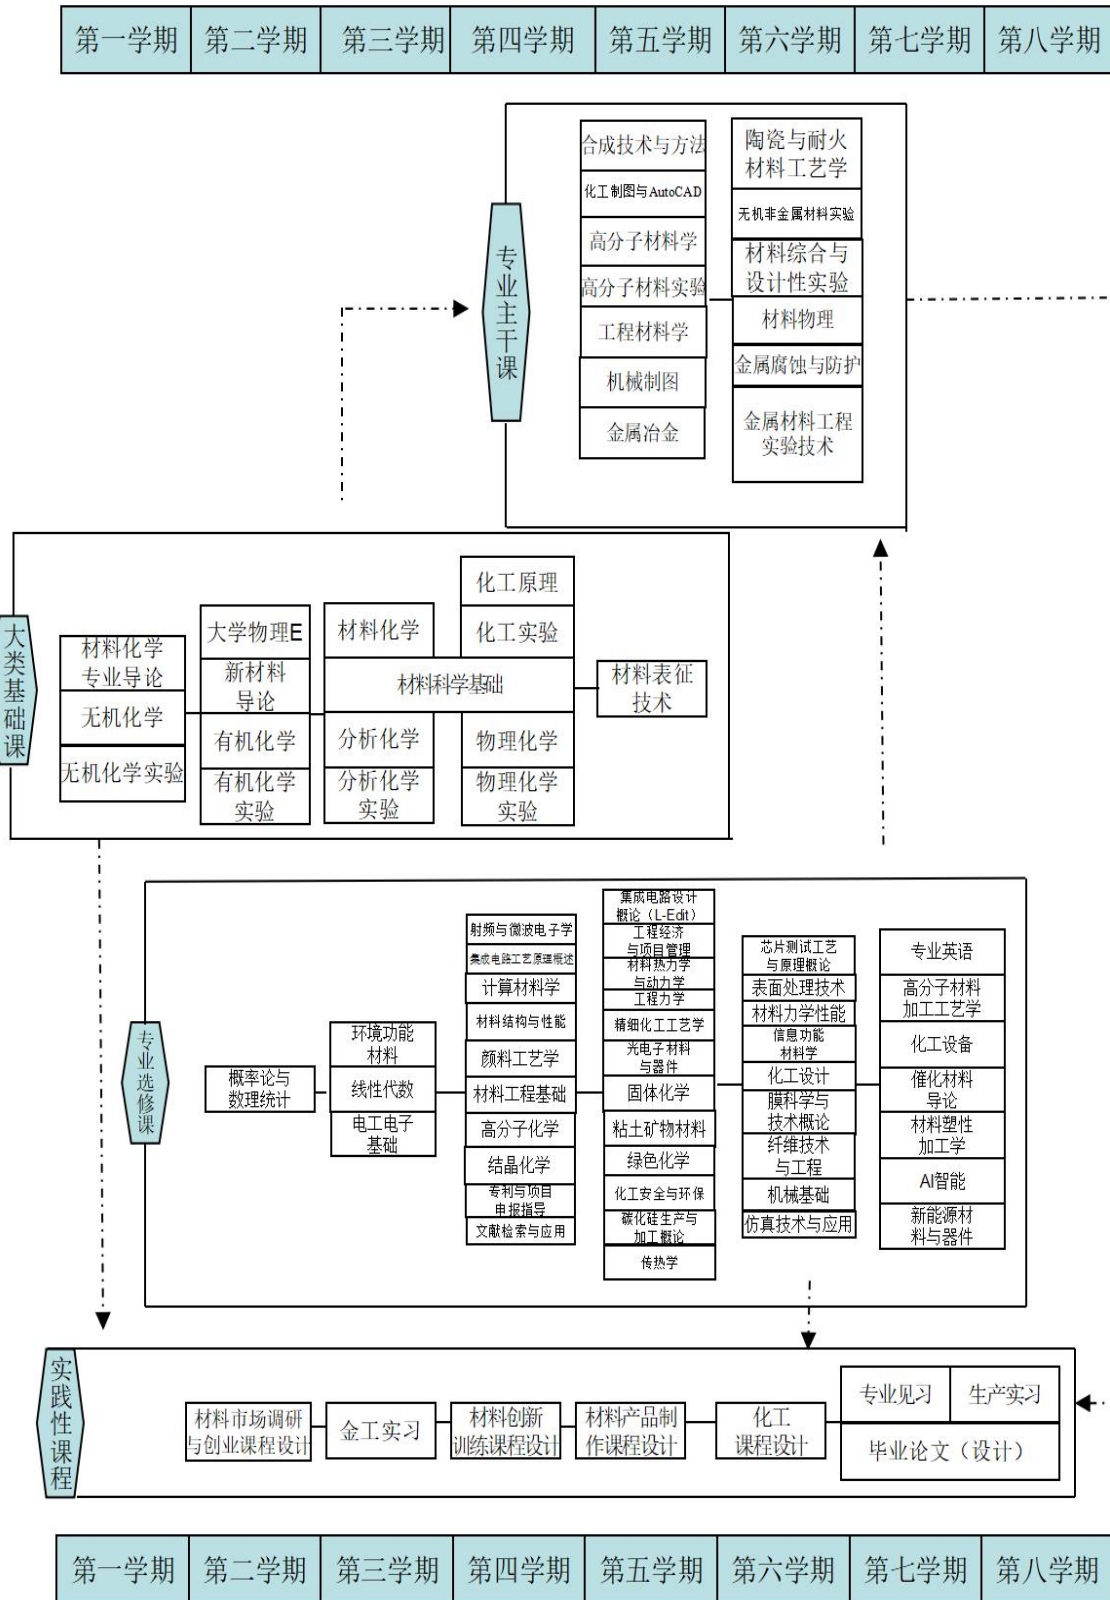 第一学期 第二学期 第三学期 第四学期 第五学期 第六学期 第七学期 第八学期
专业主干课
合成技术与方法
化工制图与AutoCAD
高分子材料学
高分子材料实验
工程材料学
机械制图
金属冶金
陶瓷与耐火
材料工艺学
无机非金属材料实验
材料综合与
设计性实验
材料物理
金属腐蚀与防护
金属材料工程
实验技术
大类基础课
材料化学
专业导论
无机化学
无机化学实验
大学物理E
新材料
导论
有机化学
有机化学
实验
材料化学
材料科学基础
分析化学
分析化学
实验
化工原理
化工实验
物理化学
物理化学
实验
材料表征
技术
专业选修课
概率论与
数理统计
环境功能
材料
线性代数
电工电子
基础
射频与微波电子学
集成电路工艺原理概述
计算材料学
材料结构与性能
颜料工艺学
材料工程基础
高分子化学
结晶化学
专利与项目
申报指导
文献检索与应用
集成电路设计
概论（L-Edit）
工程经济
与项目管理
材料热力学
与动力学
工程力学
精细化工工艺学
光电子材料
与器件
固体化学
粘土矿物材料
绿色化学
化工安全与环保
碳化硅生产与
加工概论
传热学
芯片测试工艺
与原理概论
表面处理技术
材料力学性能
信息功能
材料学
化工设计
膜科学与
技术概论
纤维技术
与工程
机械基础
仿真技术与应用
专业英语
高分子材料
加工工艺学
化工设备
催化材料
导论
材料塑性
加工学
AI智能
新能源材
料与器件
实践性课程
材料市场调研
与创业课程设计
金工实习
材料创新
训练课程设计
材料产品制
作课程设计
化工
课程设计
专业见习 生产实习
毕业论文（设计）
第一学期 第二学期 第三学期 第四学期 第五学期 第六学期 第七学期 第八学期